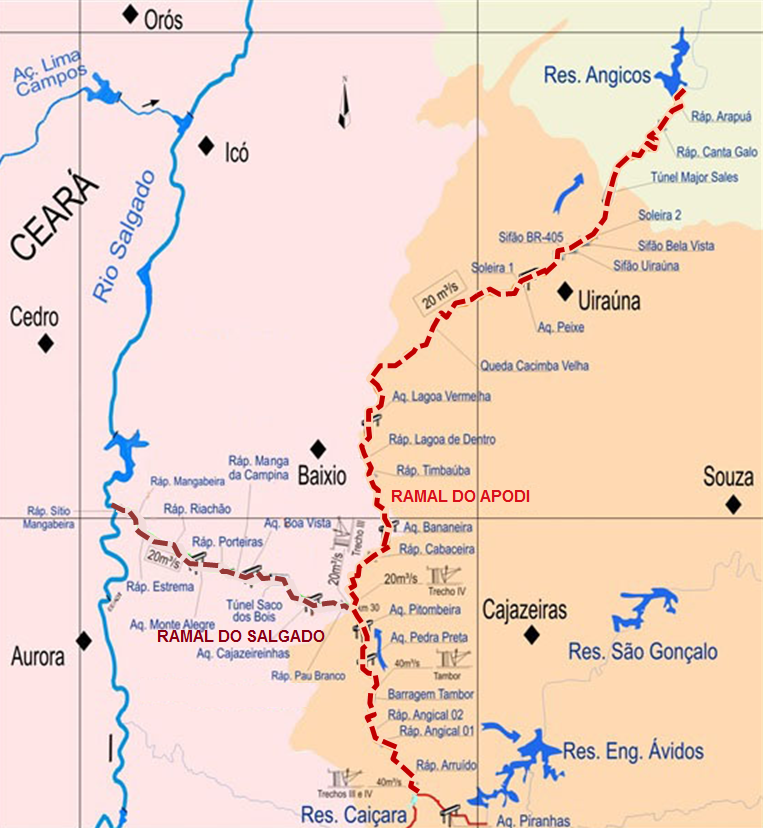 Orós
Aç. Lima
Campos
Res. Angicos
N
Ráp. Arapuá
Icó
Ráp. Canta Galo
CEARÁ
Túnel Major Sales
Rio Salgado
Soleira 2
Sifão BR-405
Sifão Bela Vista
Soleira 1
Sifão Uiraúna
20 m³/s
Uiraúna
Cedro
Aq. Peixe
Queda Cacimba Velha
Aq. Lagoa Vermelha
Ráp. Lagoa de Dentro
Baixio
Ráp. Manga
da Campina
Ráp. Timbaúba
Souza
Ráp. Mangabeira
RAMAL DO APODI
Ráp. Sítio
Mangabeira
Ráp. Riachão
Aq. Boa Vista
Aq. Bananeira
Trecho III
20m³/s
Ráp. Porteiras
Ráp. Cabaceira
20m³/s
20m³/s
Trecho IV
Ráp. Estrema
Túnel Saco
dos Bois
km 30
Aq. Pitombeira
Cajazeiras
Aq. Monte Alegre
RAMAL DO SALGADO
Aq. Pedra Preta
Aurora
Aq. Cajazeireinhas
Res. São Gonçalo
40m³/s
Tambor
Ráp. Pau Branco
Barragem Tambor
Ráp. Angical 02
Ráp. Angical 01
Res. Eng. Ávidos
Ráp. Arruído
40m³/s
Trechos III e IV
Res. Caiçara
Aq. Piranhas